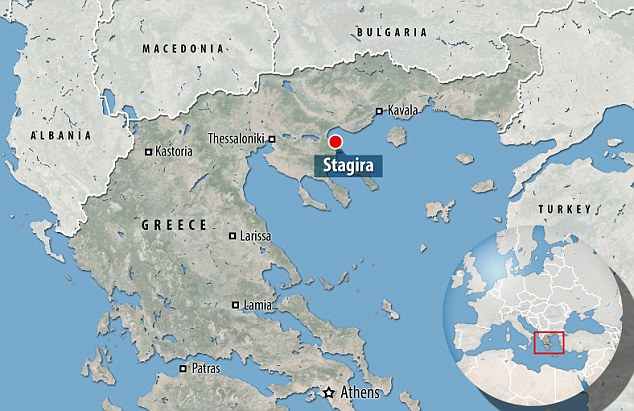 BULGARIA
MACEDONIA
Kavala
ALBANIA
Thessaloniki
Kastoria
Stagira
GREECE
TURKEY
Larissa
Lamia
Patras
Athens